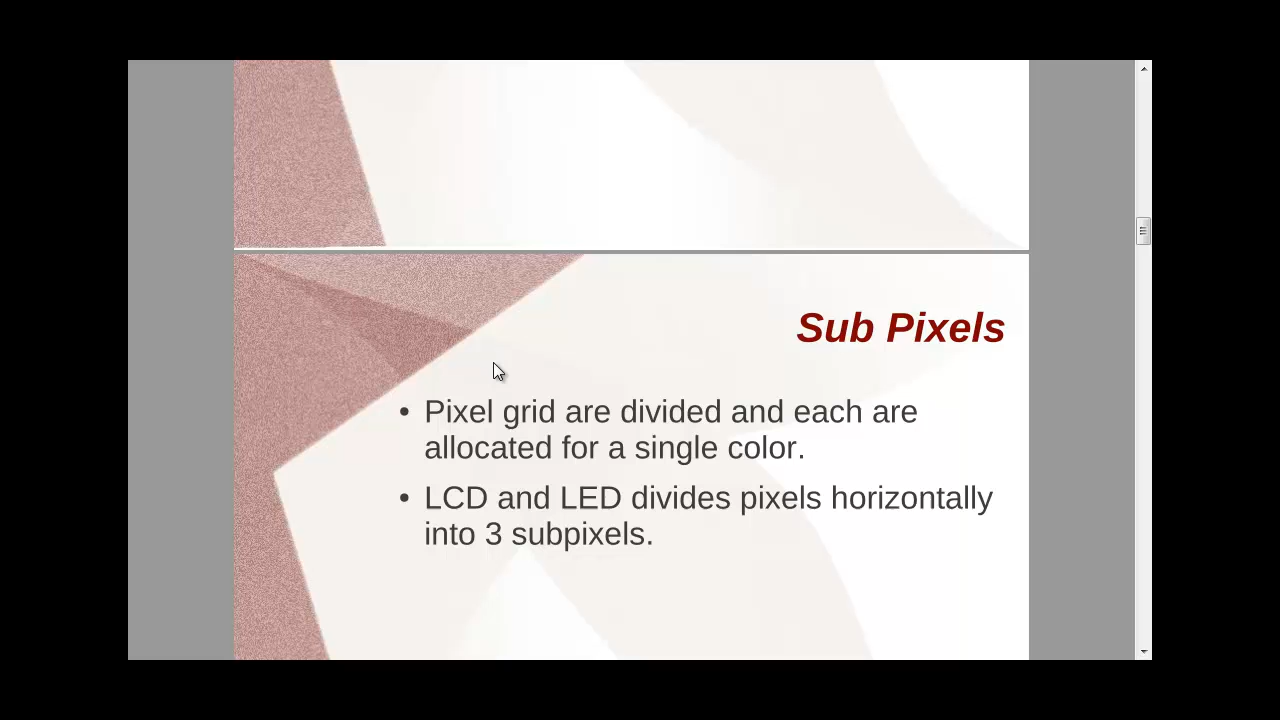 Sub Pixels
• Pixel grid are divided and each are
allocated for a single color.
• LCD and LED divides pixels horizontally
into 3 subpixels.